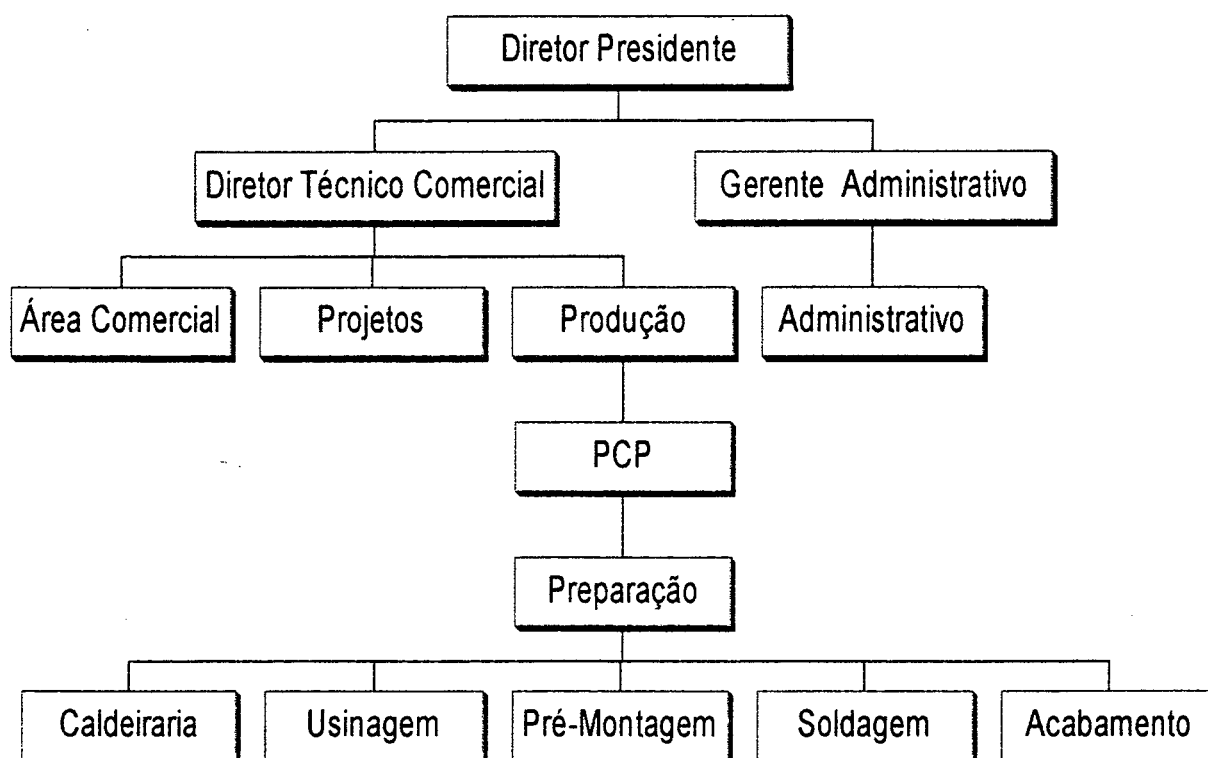 Diretor Presidente
Diretor Técnico Comercial
Gerente Administrativo
Área Comercial
Projetos
Produção
Administrativo
PCP
Preparação
Caldeiraria
Usinagem
Pré-Montagem
Soldagem
Acabamento